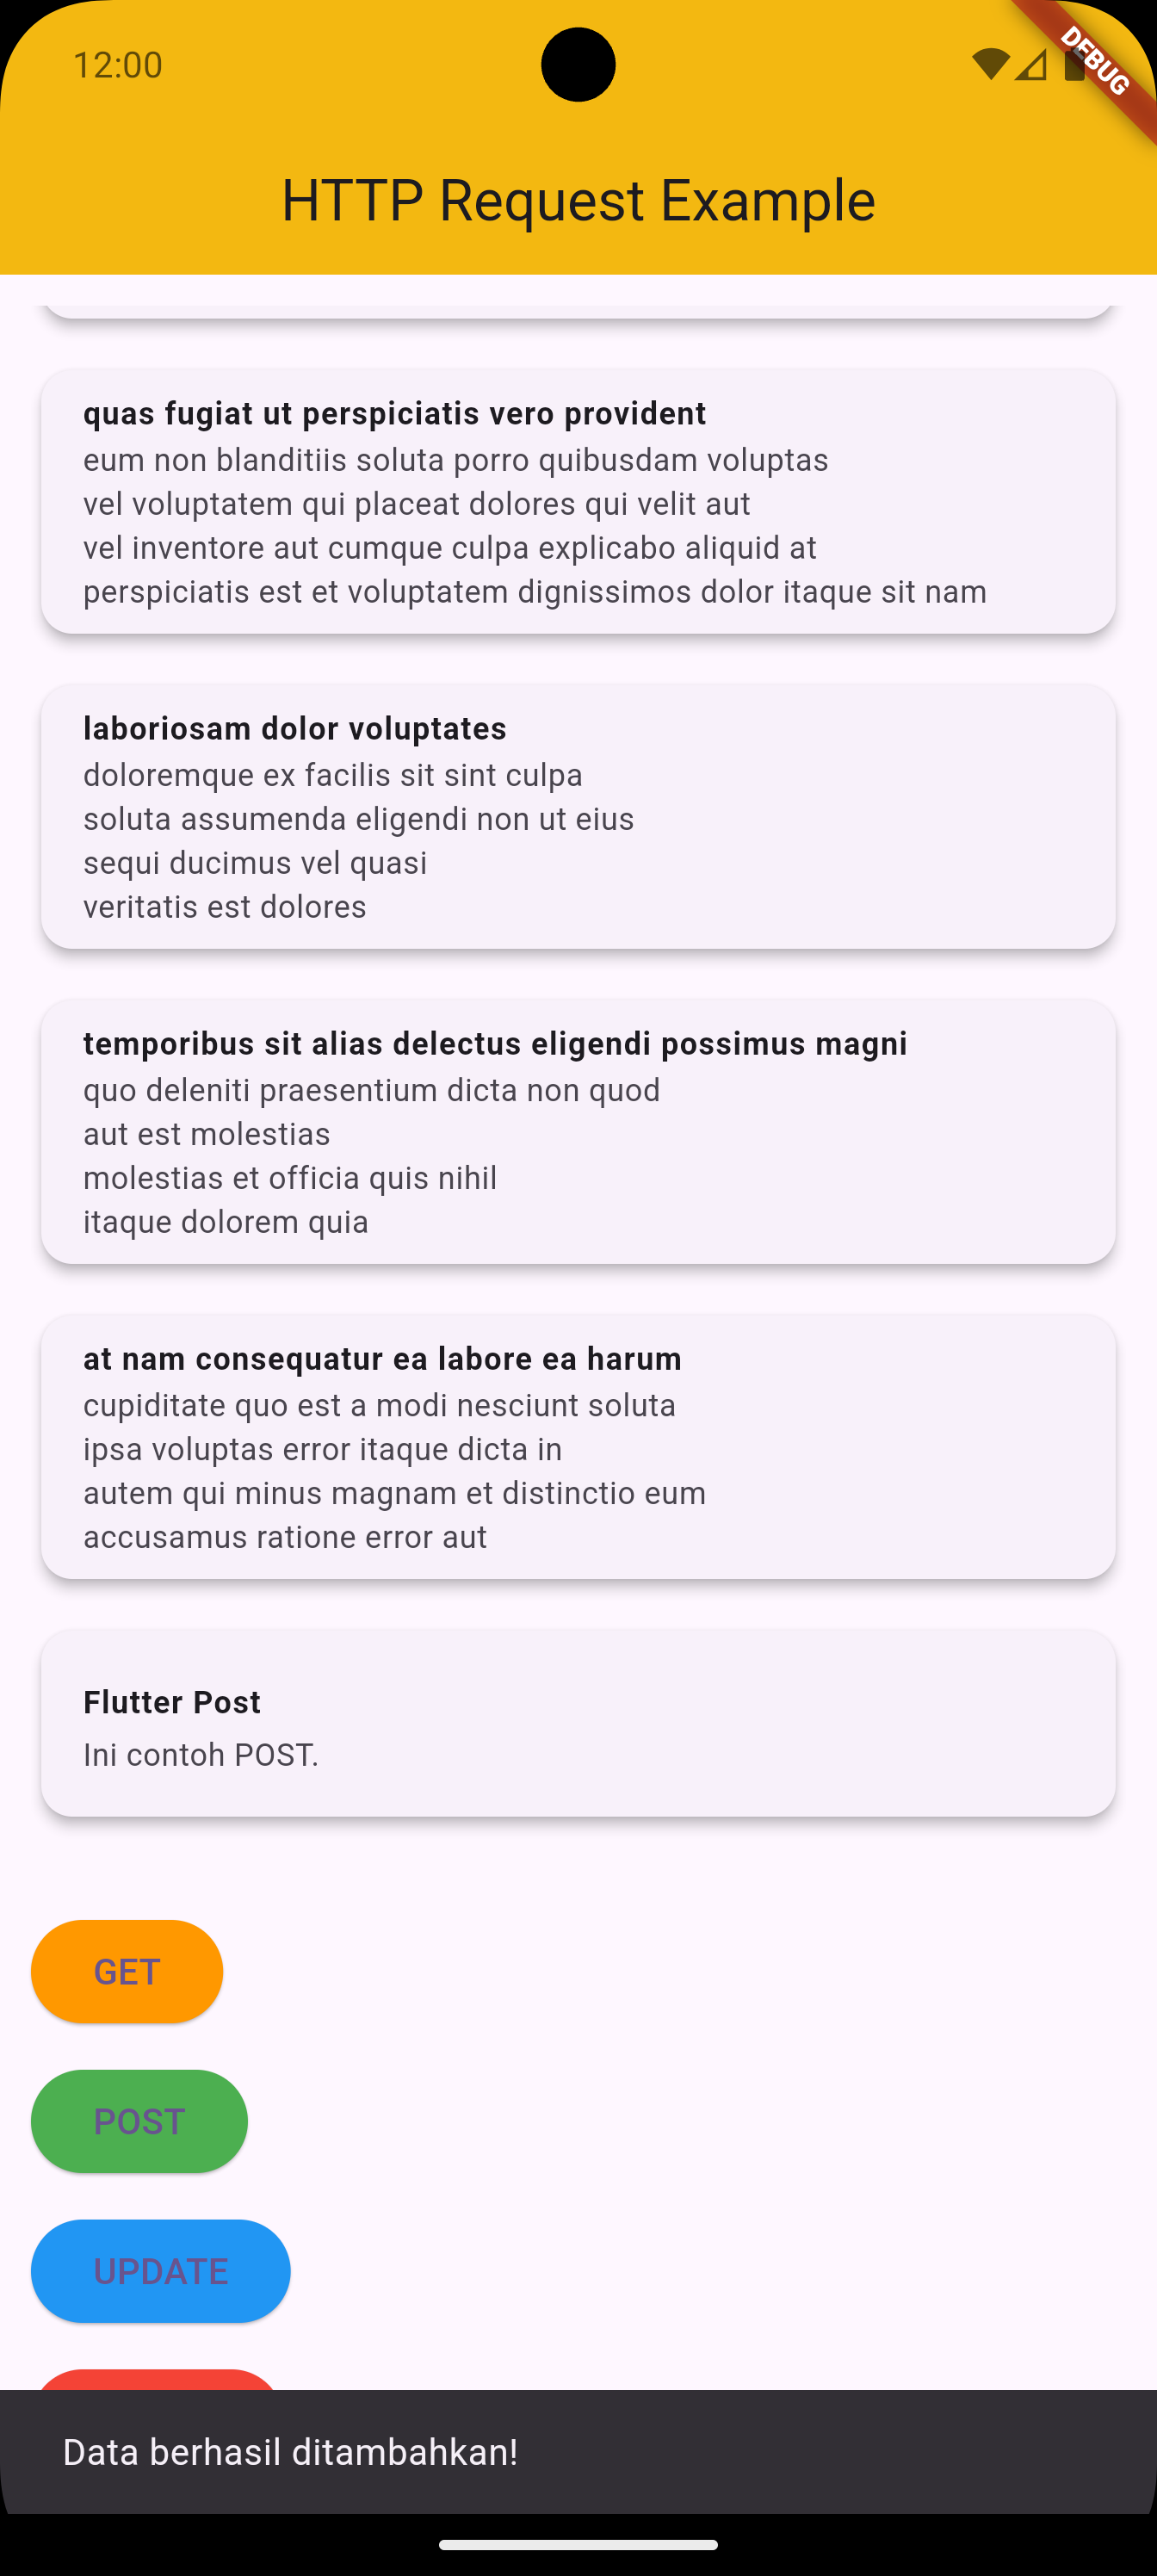 12:00
DEBUG
HTTP Request Example
quas fugiat ut perspiciatis vero provident
eum non blanditiis soluta porro quibusdam voluptas
vel voluptatem qui placeat dolores qui velit aut
vel inventore aut cumque culpa explicabo aliquid at
perspiciatis est et voluptatem dignissimos dolor itaque sit nam
laboriosam dolor voluptates
doloremque ex facilis sit sint culpa
soluta assumenda eligendi non ut eius
sequi ducimus vel quasi
veritatis est dolores
temporibus sit alias delectus eligendi possimus magni
quo deleniti praesentium dicta non quod
aut est molestias
molestias et officia quis nihil
itaque dolorem quia
at nam consequatur ea labore ea harum
cupiditate quo est a modi nesciunt soluta
ipsa voluptas error itaque dicta in
autem qui minus magnam et distinctio eum
accusamus ratione error aut
Flutter Post
Ini contoh POST.
GET
POST
UPDATE
Data berhasil ditambahkan!